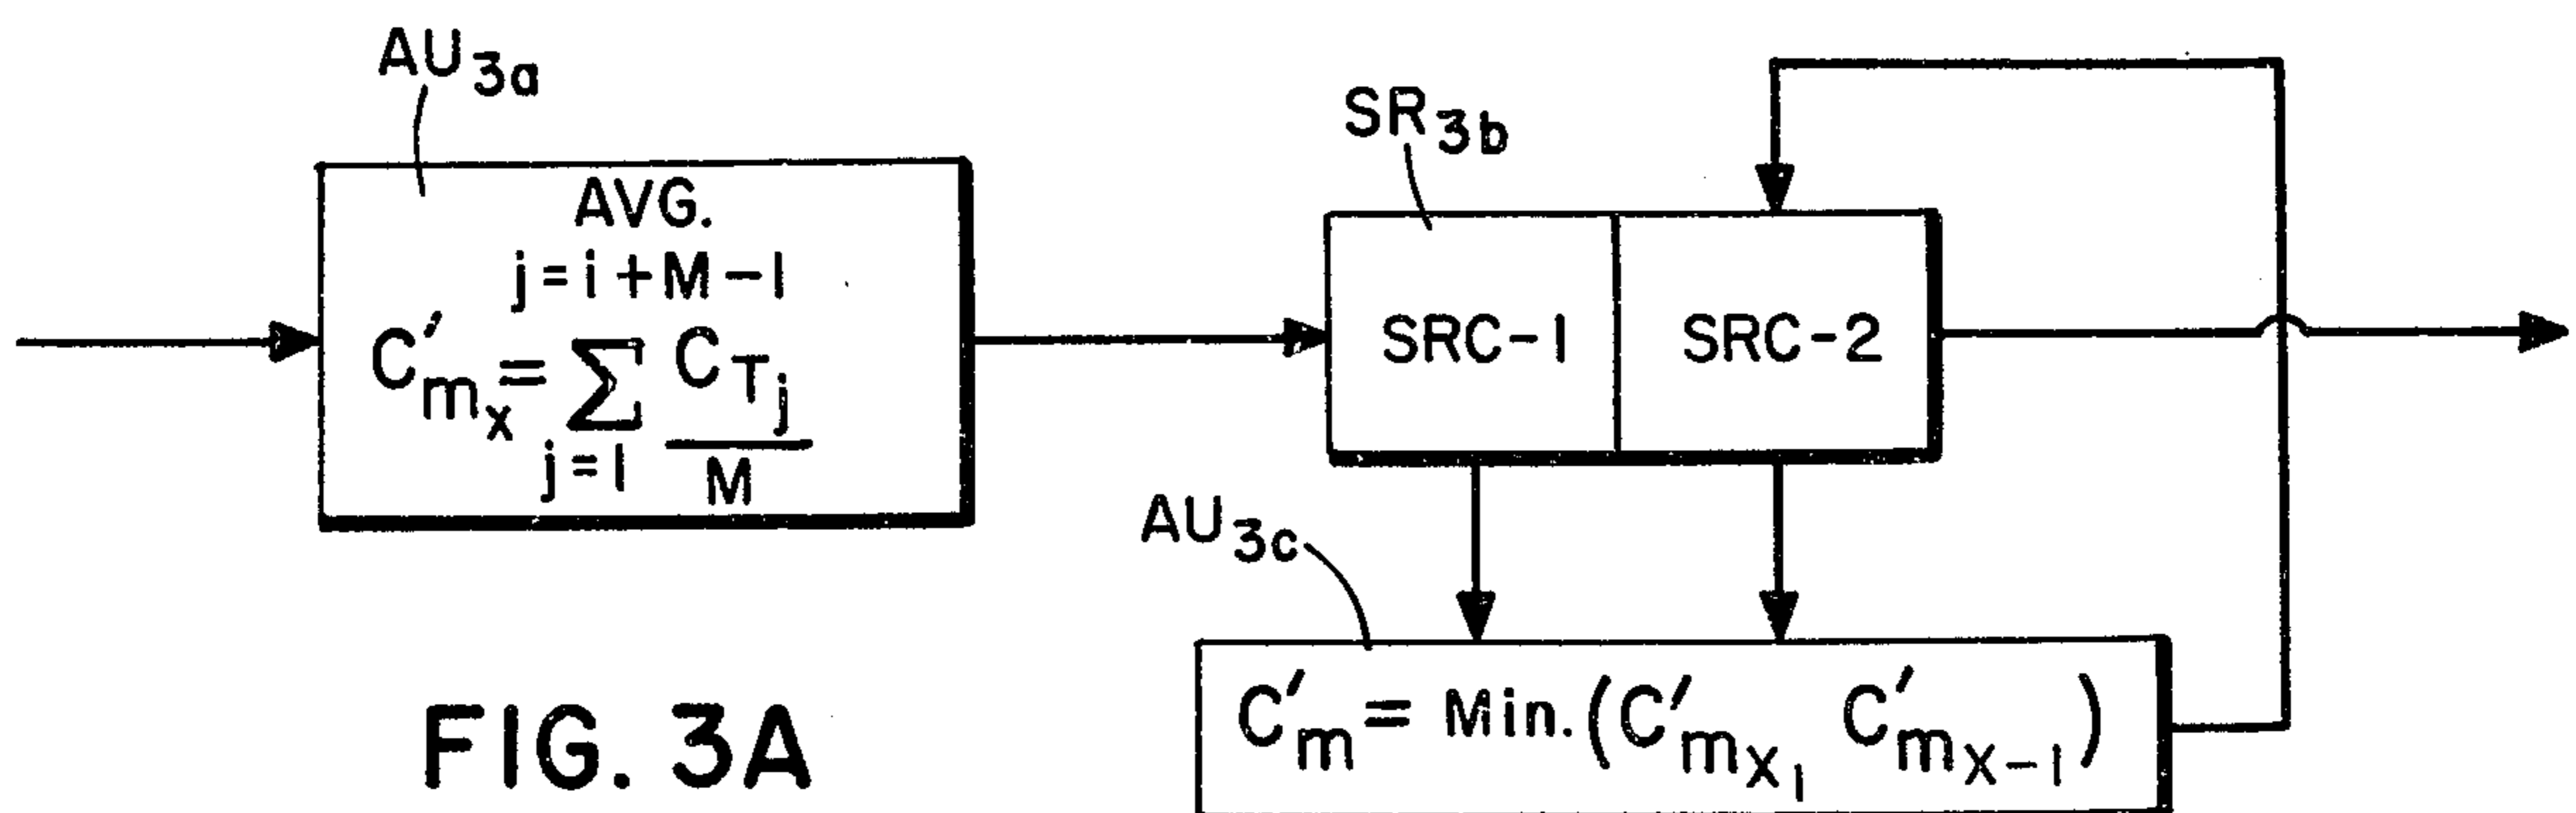 AU3a
AVG.
j=i+M-1
C'mx = Σ CTj
j=1 M
SR3b
SRC-1 SRC-2
AU3c
C'm = Min. (C'mx1 C'mx-1)
FIG. 3A